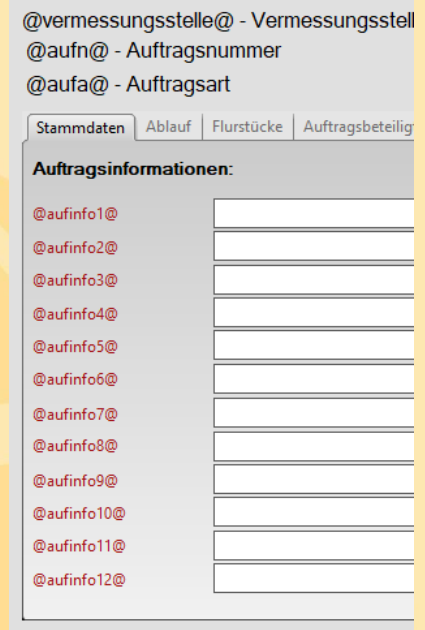 @vermessungsstelle@ - Vermessungsstell
@aufn@ - Auftragsnummer
@aufa@ - Auftragsart
Stammdaten Ablauf Flurstücke Auftragsbeteiligt
Auftragsinformationen:
@aufinfo1@
@aufinfo2@
@aufinfo3@
@aufinfo4@
@aufinfo5@
@aufinfo6@
@aufinfo7@
@aufinfo8@
@aufinfo9@
@aufinfo10@
@aufinfo11@
@aufinfo12@